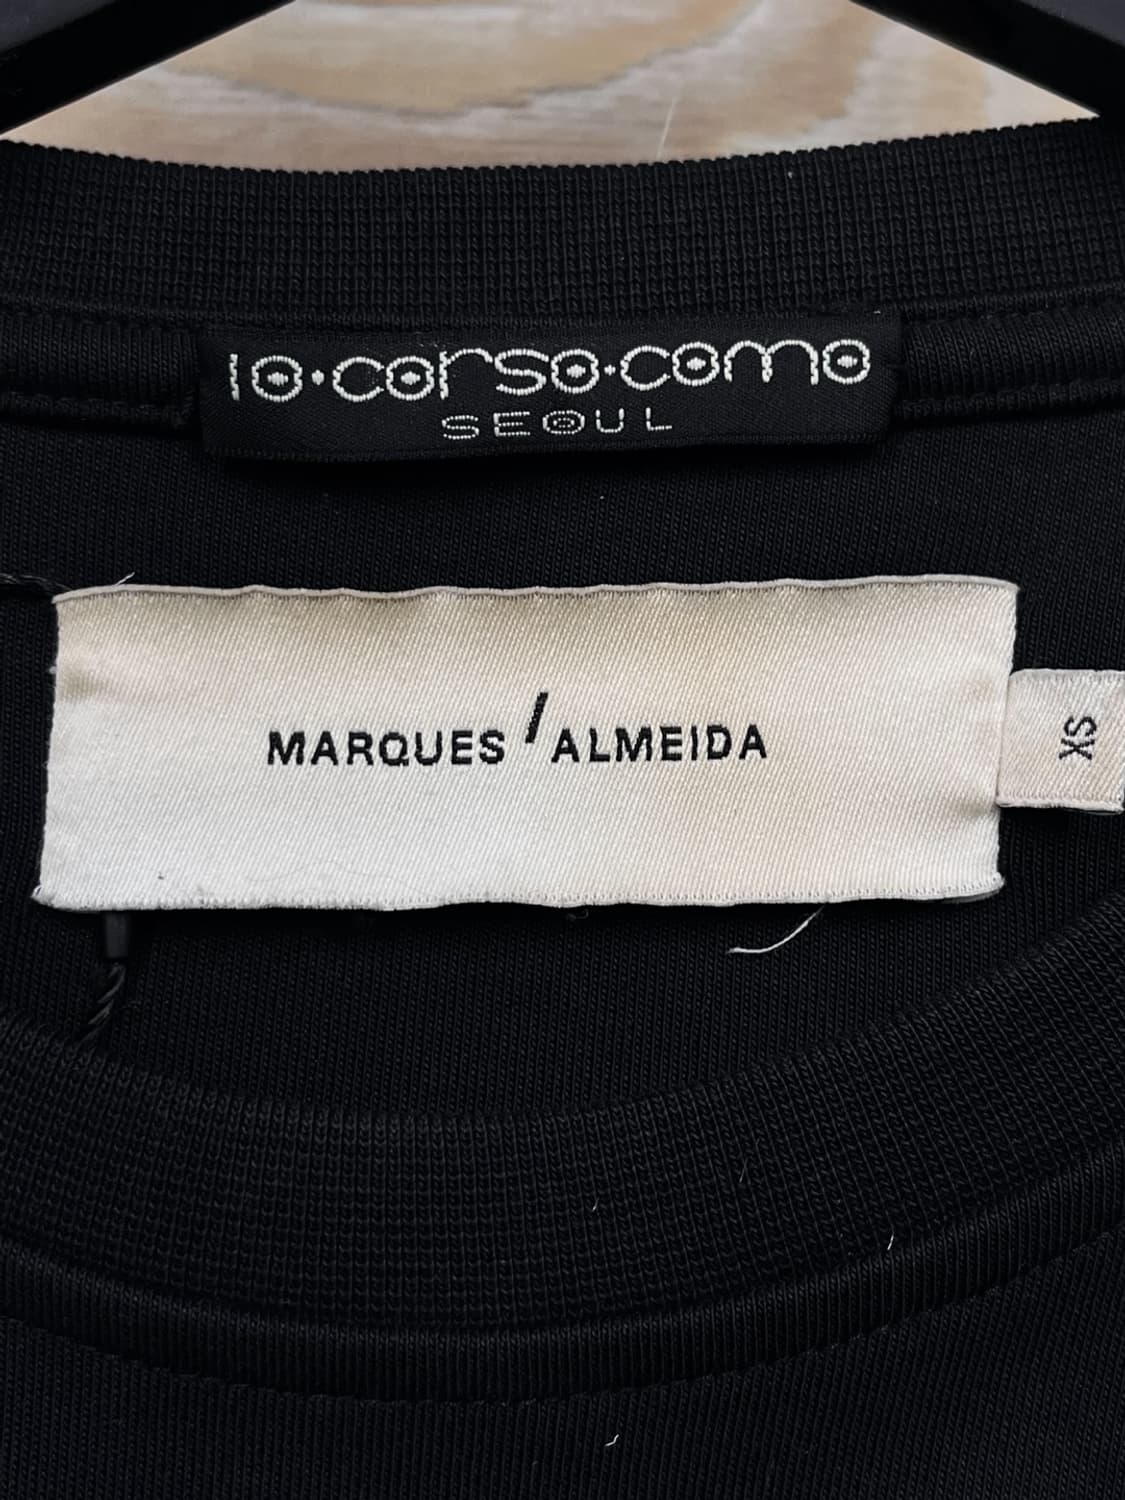 10·corso·como
SEOUL
MARQUES / ALMEIDA
XS